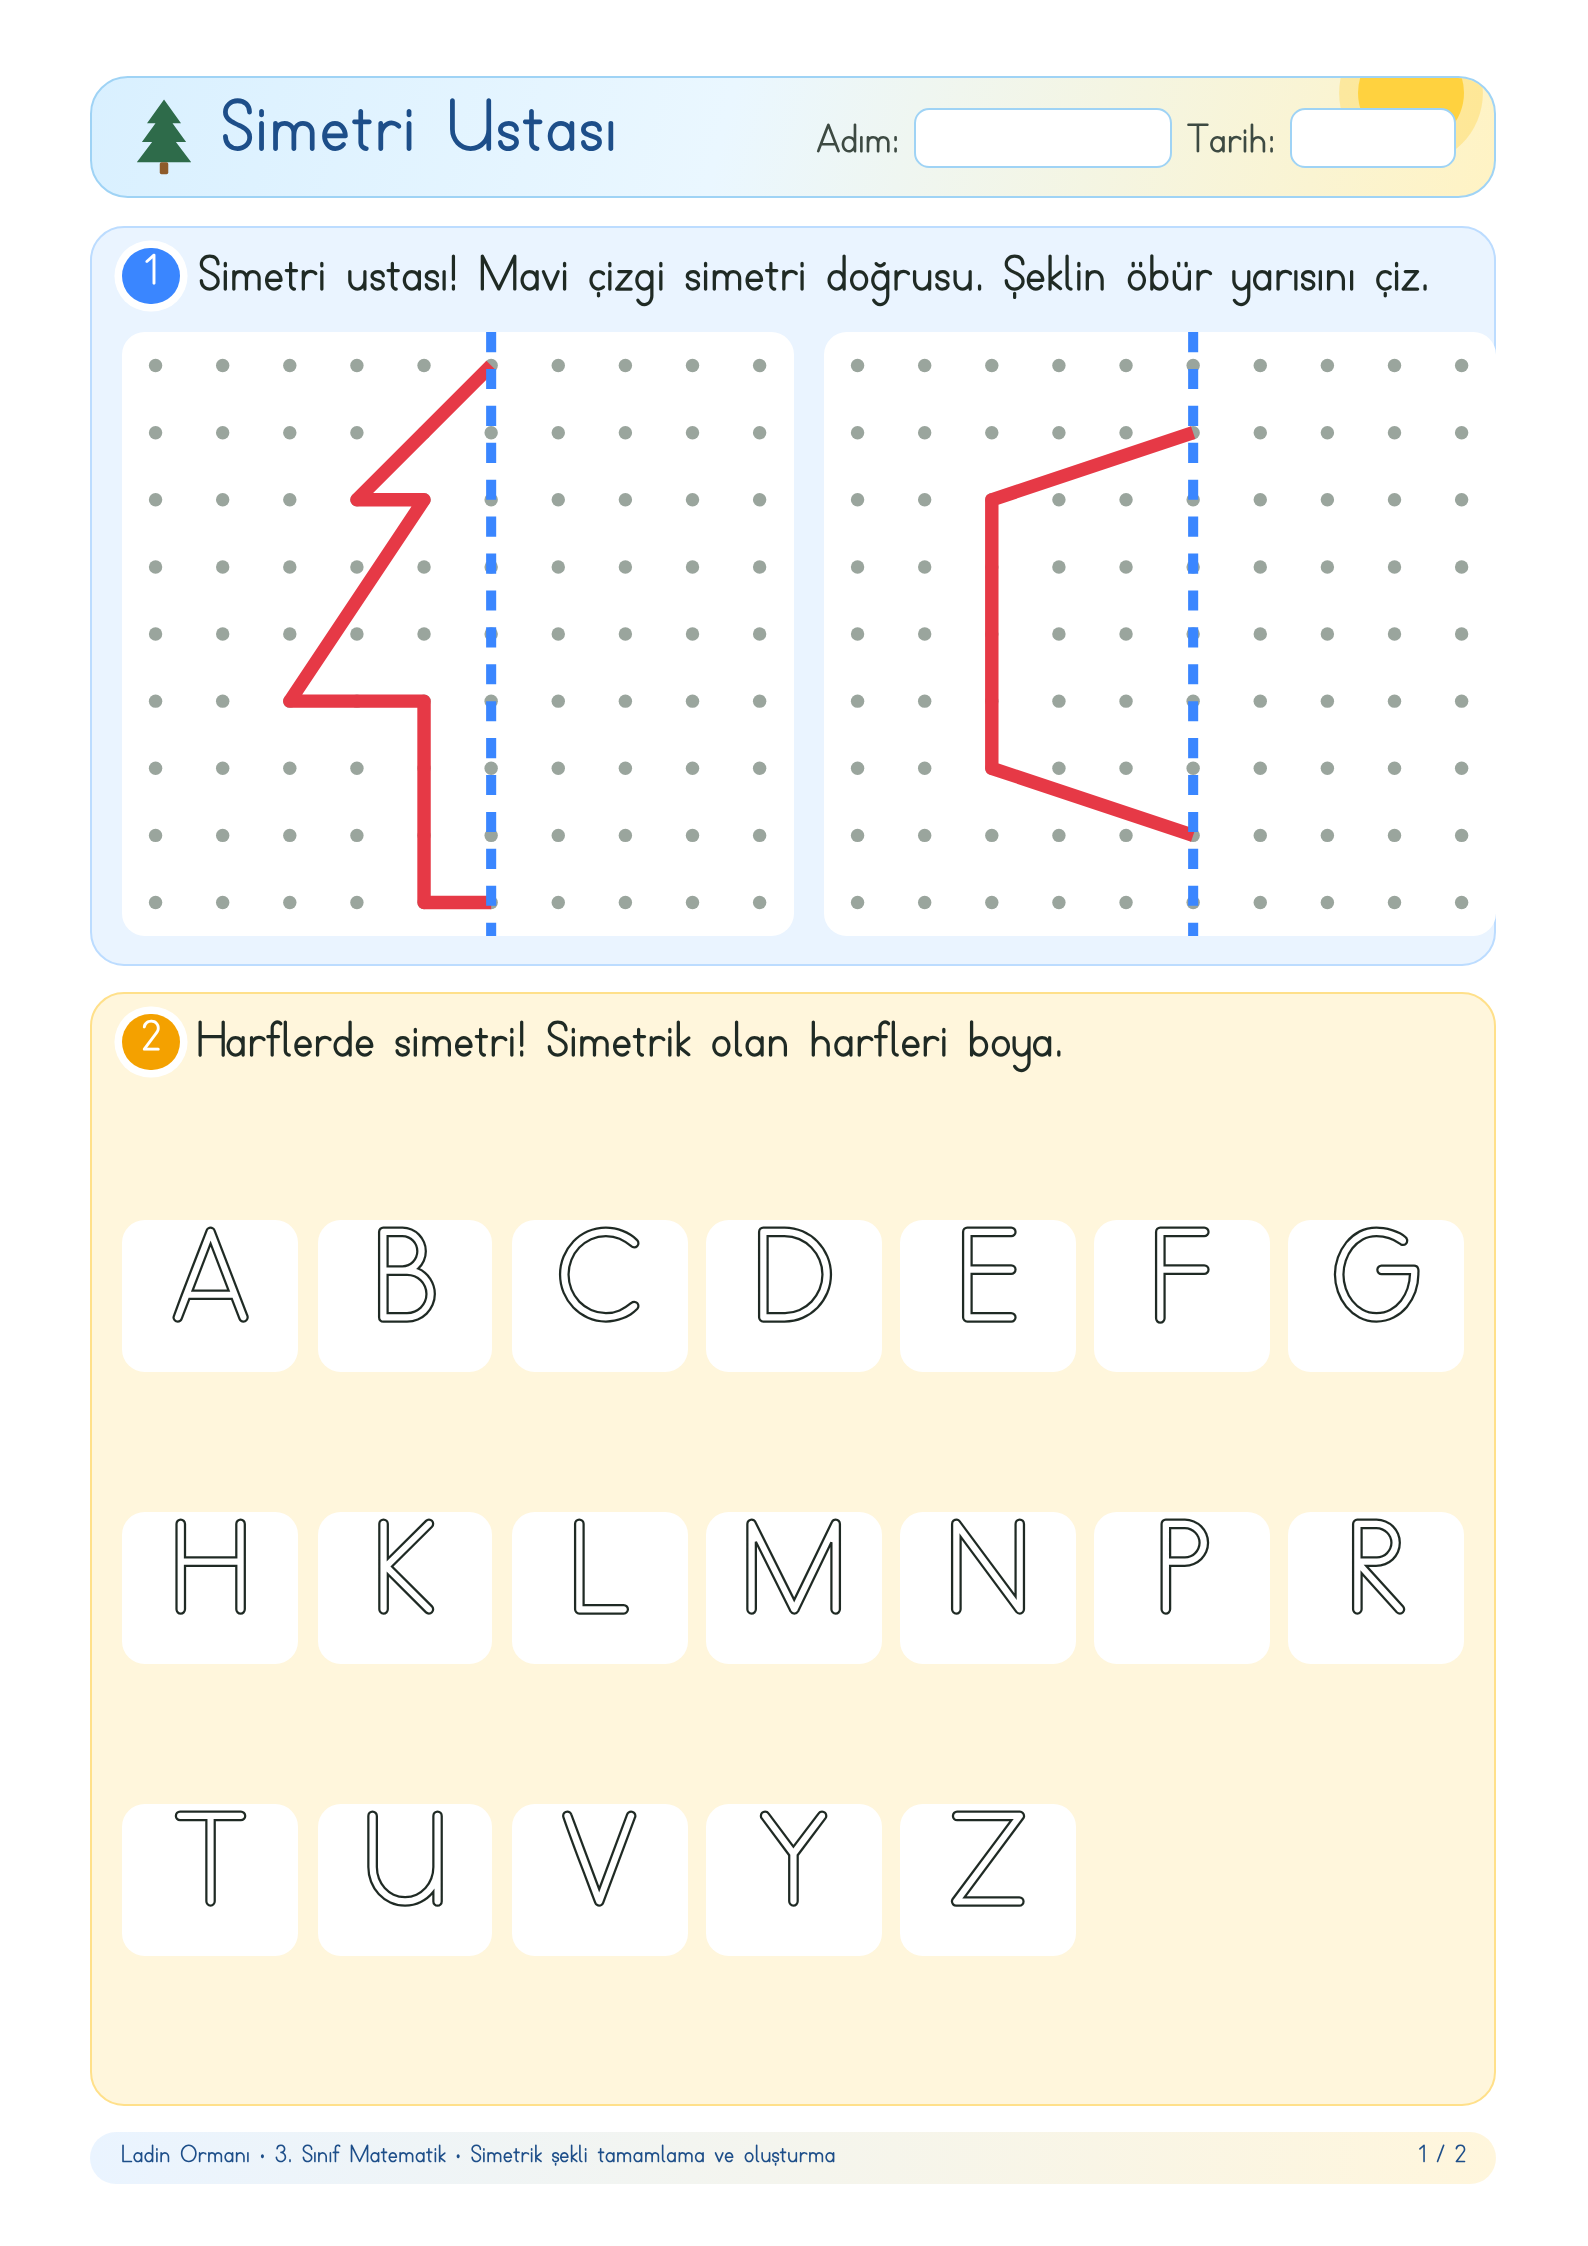 Simetri Ustası
Adım: Tarih:
1 Simetri ustası! Mavi çizgi simetri doğrusu. Şeklin öbür yarısını çiz.
2 Harflerde simetri! Simetrik olan harfleri boya.
A B C D E F G
H K L M N P R
T U V Y Z
Ladin Ormanı • 3. Sınıf Matematik • Simetrik şekli tamamlama ve oluşturma 1 / 2